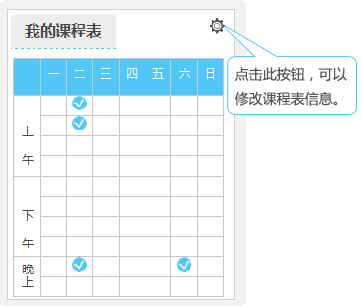 我的课程表
点击此按钮，可以
修改课程表信息。
一 二 三 四 五 六 日
上
午
下
午
晚
上